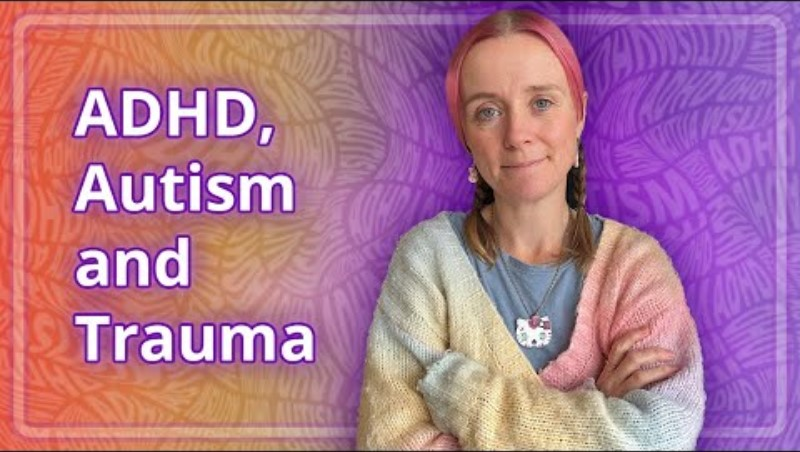 ADHD,
Autism
and
Trauma